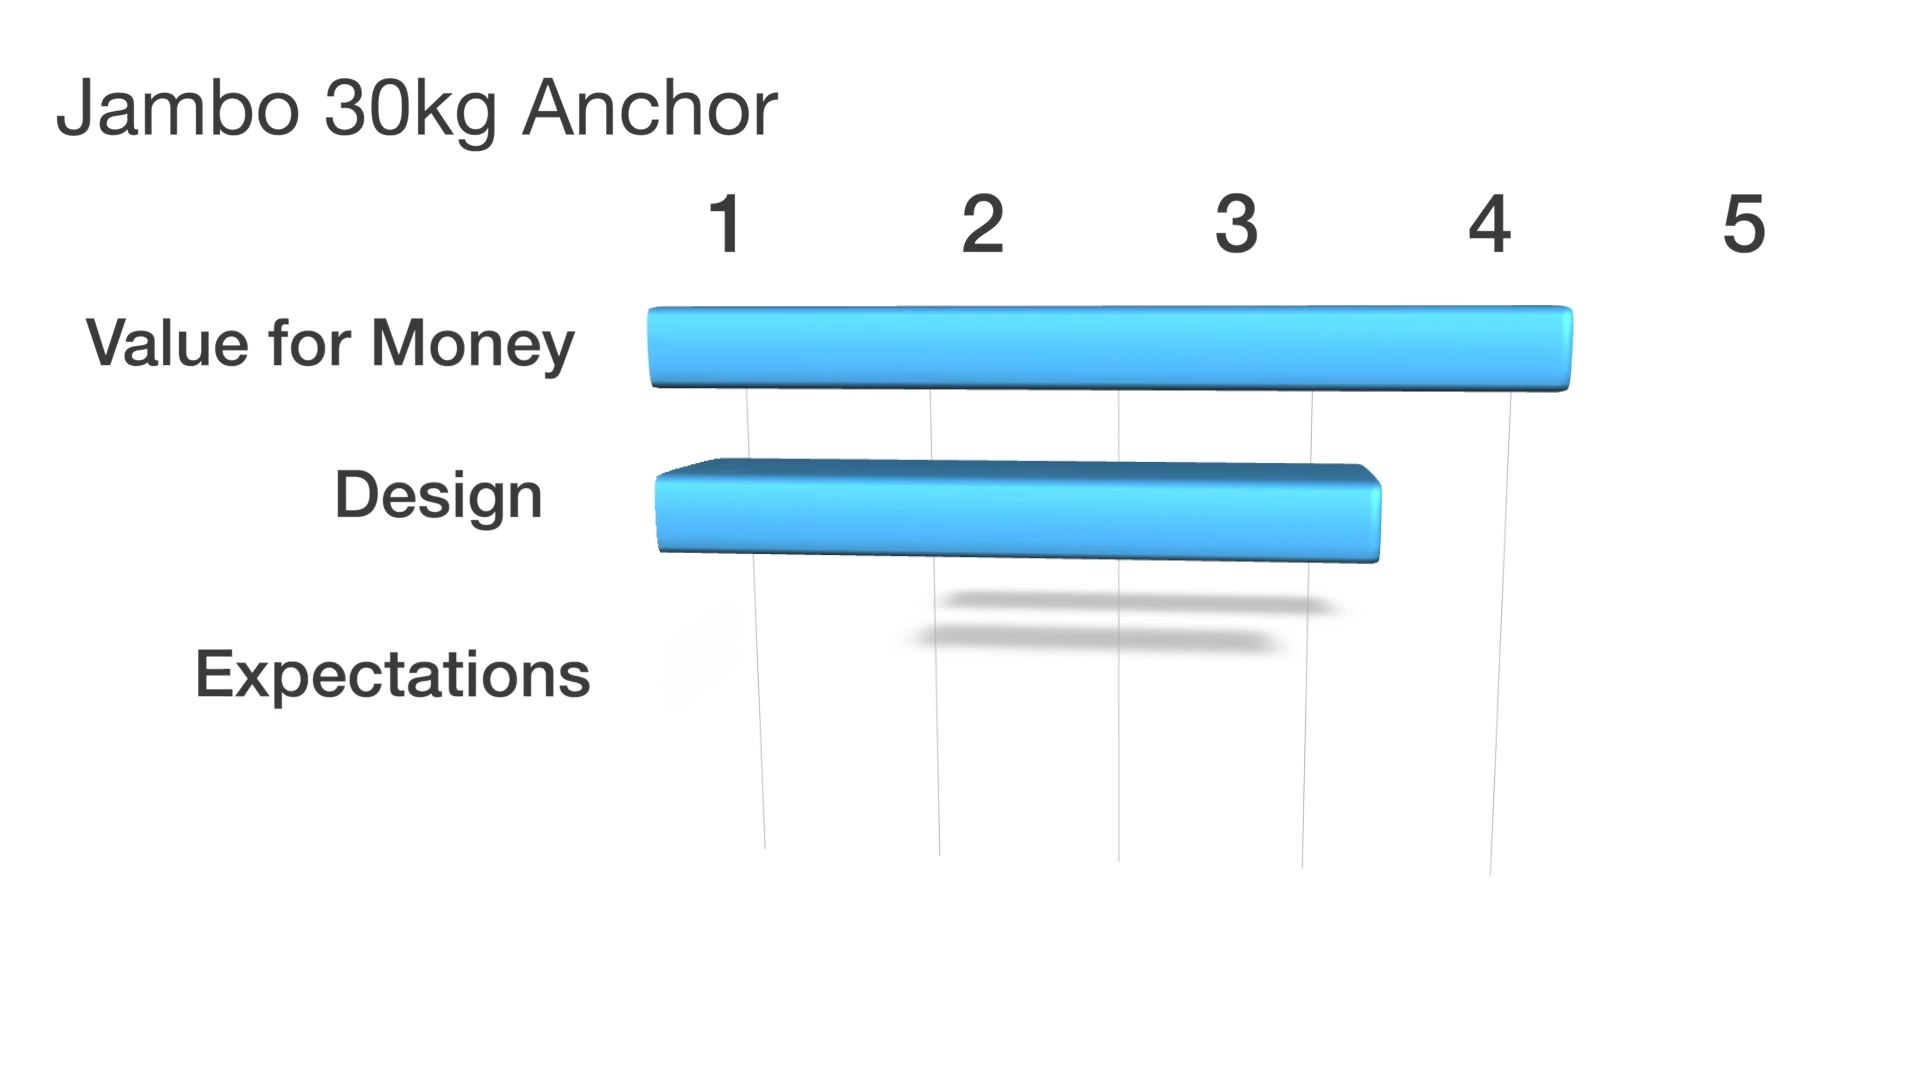 Jambo 30kg Anchor
1 2 3 4 5
Value for Money
Design
Expectations